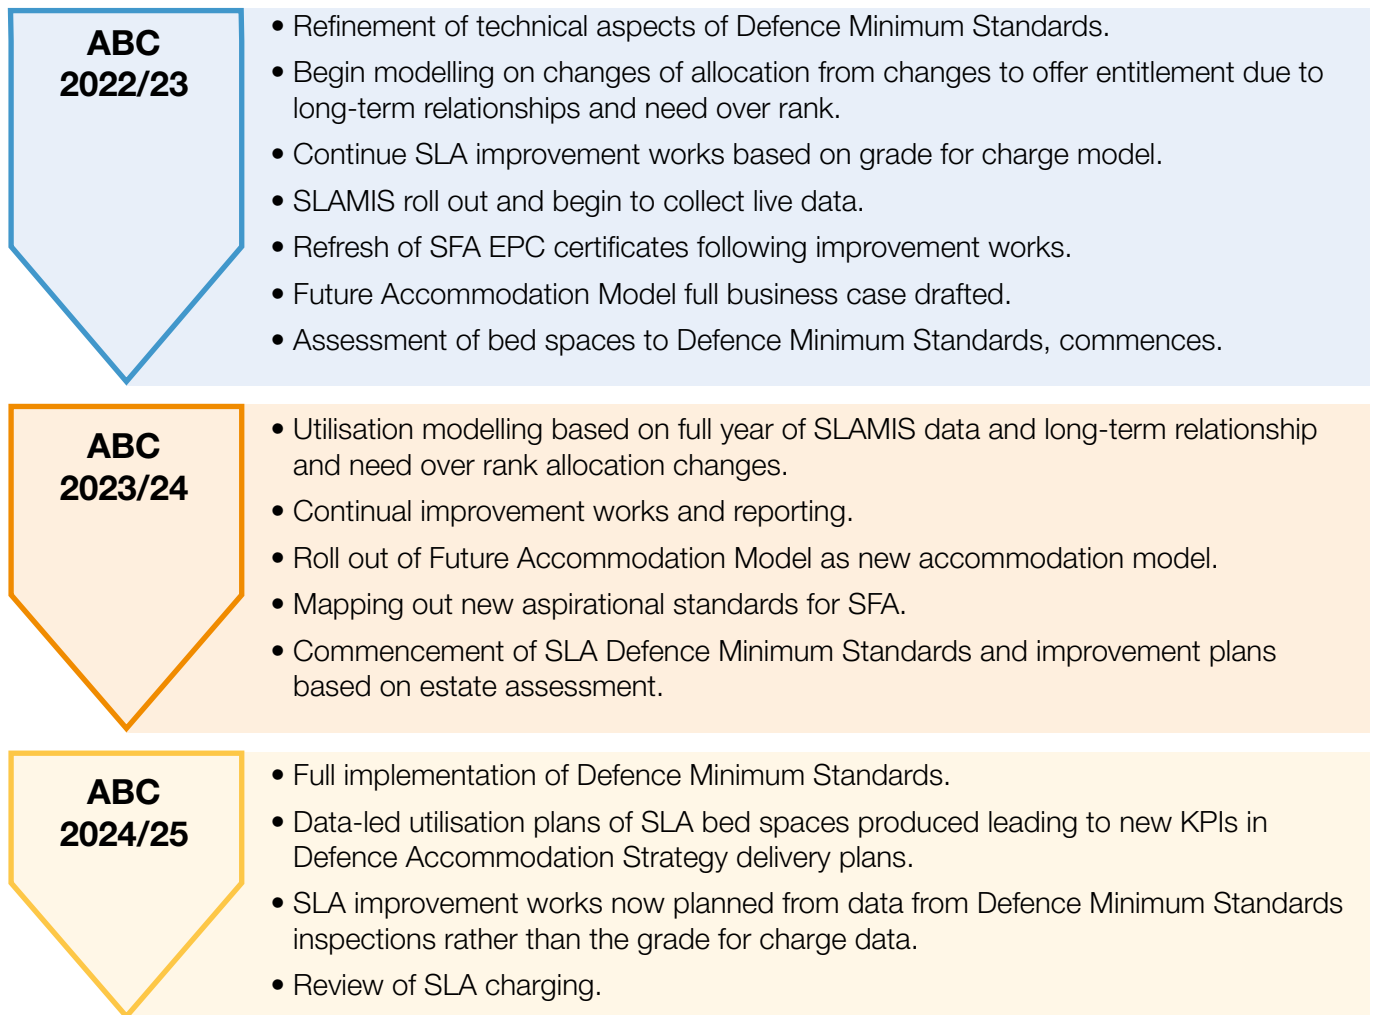 ABC
2022/23
• Refinement of technical aspects of Defence Minimum Standards.
• Begin modelling on changes of allocation from changes to offer entitlement due to
long-term relationships and need over rank.
• Continue SLA improvement works based on grade for charge model.
• SLAMIS roll out and begin to collect live data.
• Refresh of SFA EPC certificates following improvement works.
• Future Accommodation Model full business case drafted.
• Assessment of bed spaces to Defence Minimum Standards, commences.
ABC
2023/24
• Utilisation modelling based on full year of SLAMIS data and long-term relationship
and need over rank allocation changes.
• Continual improvement works and reporting.
• Roll out of Future Accommodation Model as new accommodation model.
• Mapping out new aspirational standards for SFA.
• Commencement of SLA Defence Minimum Standards and improvement plans
based on estate assessment.
ABC
2024/25
• Full implementation of Defence Minimum Standards.
• Data-led utilisation plans of SLA bed spaces produced leading to new KPIs in
Defence Accommodation Strategy delivery plans.
• SLA improvement works now planned from data from Defence Minimum Standards
inspections rather than the grade for charge data.
• Review of SLA charging.